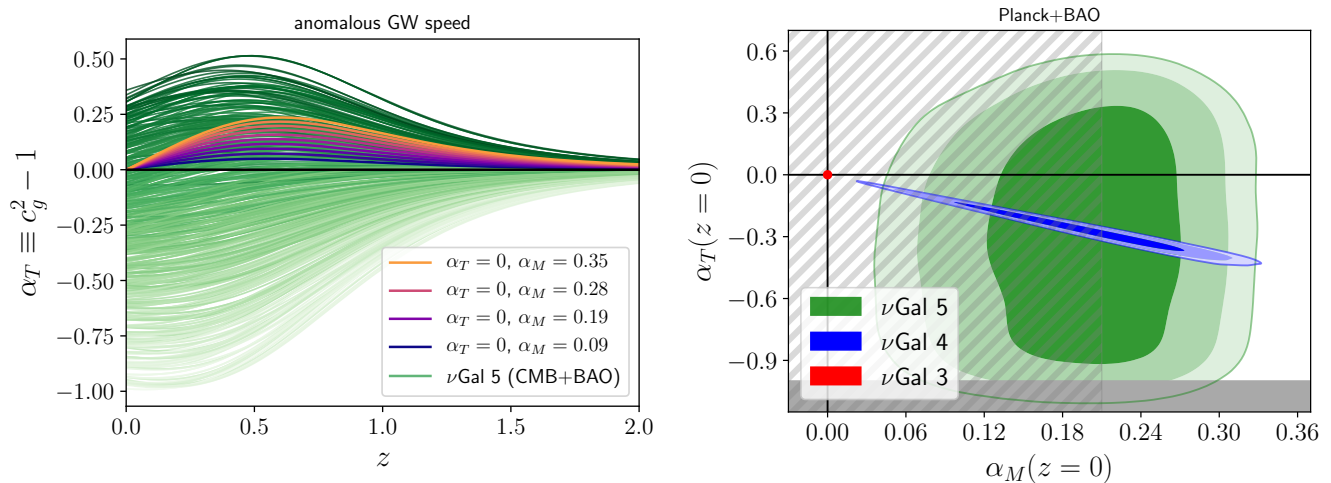 anomalous GW speed
α_T ≡ c_g^2 − 1
0.50
0.25
0.00
−0.25
−0.50
−0.75
−1.00
α_T = 0, α_M = 0.35
α_T = 0, α_M = 0.28
α_T = 0, α_M = 0.19
α_T = 0, α_M = 0.09
νGal 5 (CMB+BAO)
0.0 0.5 1.0 1.5 2.0
z
Planck+BAO
α_T(z = 0)
0.6
0.3
0.0
−0.3
−0.6
−0.9
νGal 5
νGal 4
νGal 3
0.00 0.06 0.12 0.18 0.24 0.30 0.36
α_M(z = 0)